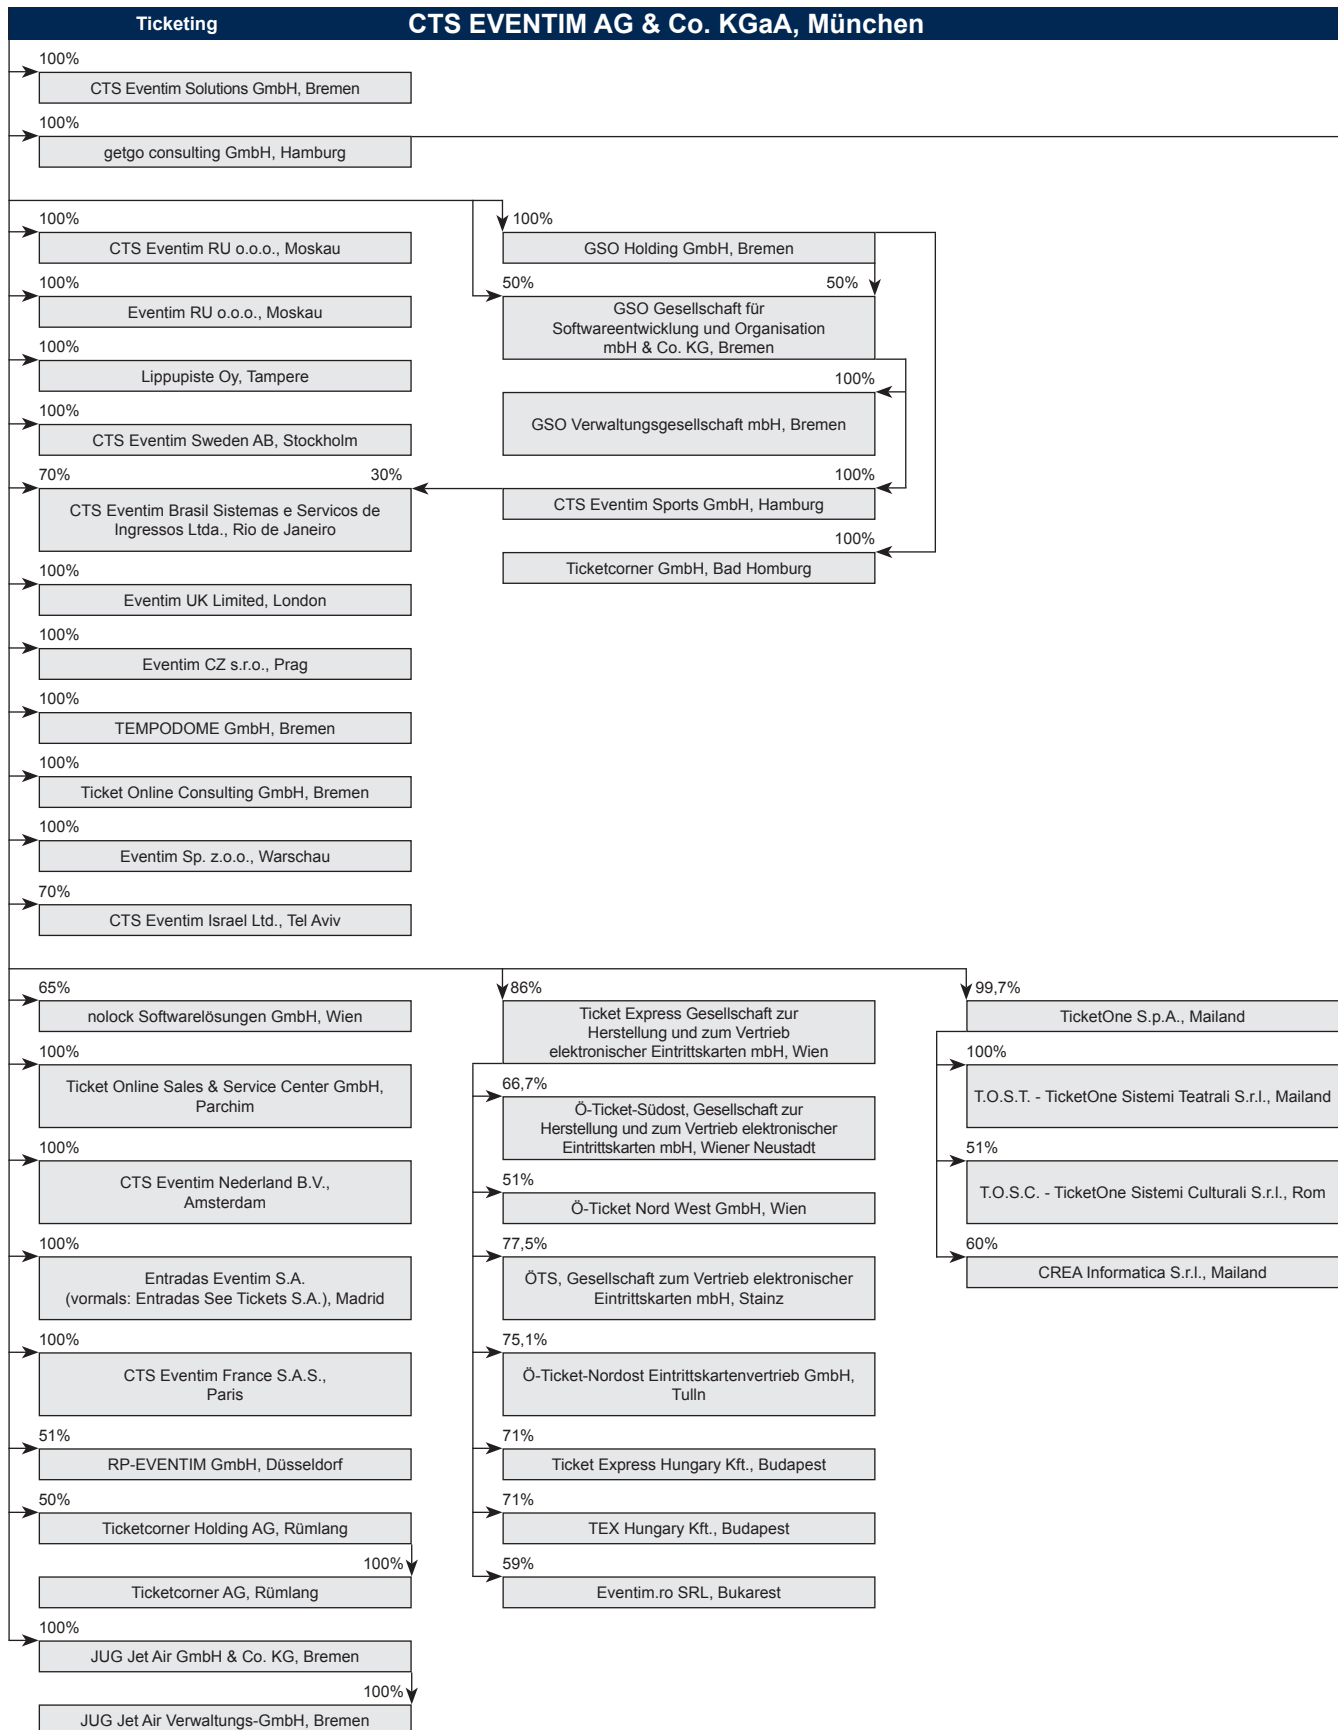 Ticketing
CTS EVENTIM AG & Co. KGaA, München
100%
CTS Eventim Solutions GmbH, Bremen
100%
getgo consulting GmbH, Hamburg
100%
CTS Eventim RU o.o.o., Moskau
100%
Eventim RU o.o.o., Moskau
100%
Lippupiste Oy, Tampere
100%
CTS Eventim Sweden AB, Stockholm
70%
30%
CTS Eventim Brasil Sistemas e Servicos de
Ingressos Ltda., Rio de Janeiro
100%
Eventim UK Limited, London
100%
Eventim CZ s.r.o., Prag
100%
TEMPODOME GmbH, Bremen
100%
Ticket Online Consulting GmbH, Bremen
100%
Eventim Sp. z.o.o., Warschau
70%
CTS Eventim Israel Ltd., Tel Aviv
100%
GSO Holding GmbH, Bremen
50%
50%
GSO Gesellschaft für
Softwareentwicklung und Organisation
mbH & Co. KG, Bremen
100%
GSO Verwaltungsgesellschaft mbH, Bremen
100%
CTS Eventim Sports GmbH, Hamburg
100%
Ticketcorner GmbH, Bad Homburg
65%
nolock Softwarelösungen GmbH, Wien
100%
Ticket Online Sales & Service Center GmbH,
Parchim
100%
CTS Eventim Nederland B.V.,
Amsterdam
100%
Entradas Eventim S.A.
(vormals: Entradas See Tickets S.A.), Madrid
100%
CTS Eventim France S.A.S.,
Paris
51%
RP-EVENTIM GmbH, Düsseldorf
50%
Ticketcorner Holding AG, Rümlang
100%
Ticketcorner AG, Rümlang
100%
JUG Jet Air GmbH & Co. KG, Bremen
100%
JUG Jet Air Verwaltungs-GmbH, Bremen
86%
Ticket Express Gesellschaft zur
Herstellung und zum Vertrieb
elektronischer Eintrittskarten mbH, Wien
66,7%
Ö-Ticket-Südost, Gesellschaft zur
Herstellung und zum Vertrieb elektronischer
Eintrittskarten mbH, Wiener Neustadt
51%
Ö-Ticket Nord West GmbH, Wien
77,5%
ÖTS, Gesellschaft zum Vertrieb elektronischer
Eintrittskarten mbH, Stainz
75,1%
Ö-Ticket-Nordost Eintrittskartenvertrieb GmbH,
Tulln
71%
Ticket Express Hungary Kft., Budapest
71%
TEX Hungary Kft., Budapest
59%
Eventim.ro SRL, Bukarest
99,7%
TicketOne S.p.A., Mailand
100%
T.O.S.T. - TicketOne Sistemi Teatrali S.r.l., Mailand
51%
T.O.S.C. - TicketOne Sistemi Culturali S.r.l., Rom
60%
CREA Informatica S.r.l., Mailand